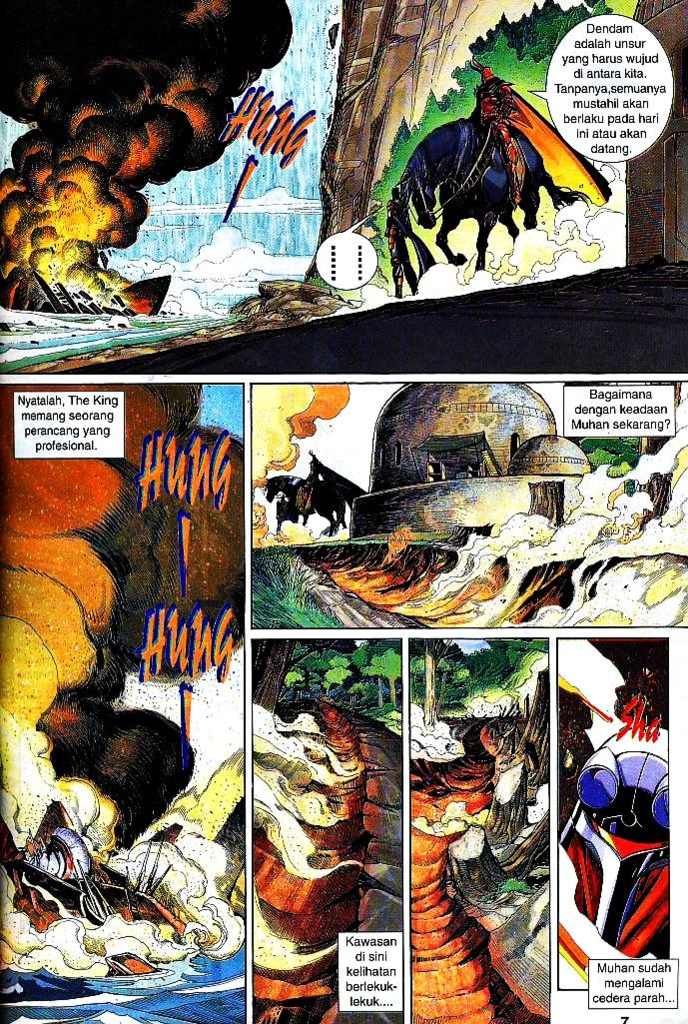 Dendam
adalah unsur
yang harus wujud
di antara kita.
Tanpanya,semuanya
mustahil akan
berlaku pada hari
ini atau akan
datang.
HUNG
!
!!
Nyatalah, The King
memang seorang
perancang yang
profesional.
HUNG
!
HUNG
!
Bagaimana
dengan keadaan
Muhan sekarang?
Kawasan
di sini
kelihatan
berlekuk-
lekuk....
Sha
Muhan sudah
mengalami
cedera parah...
7